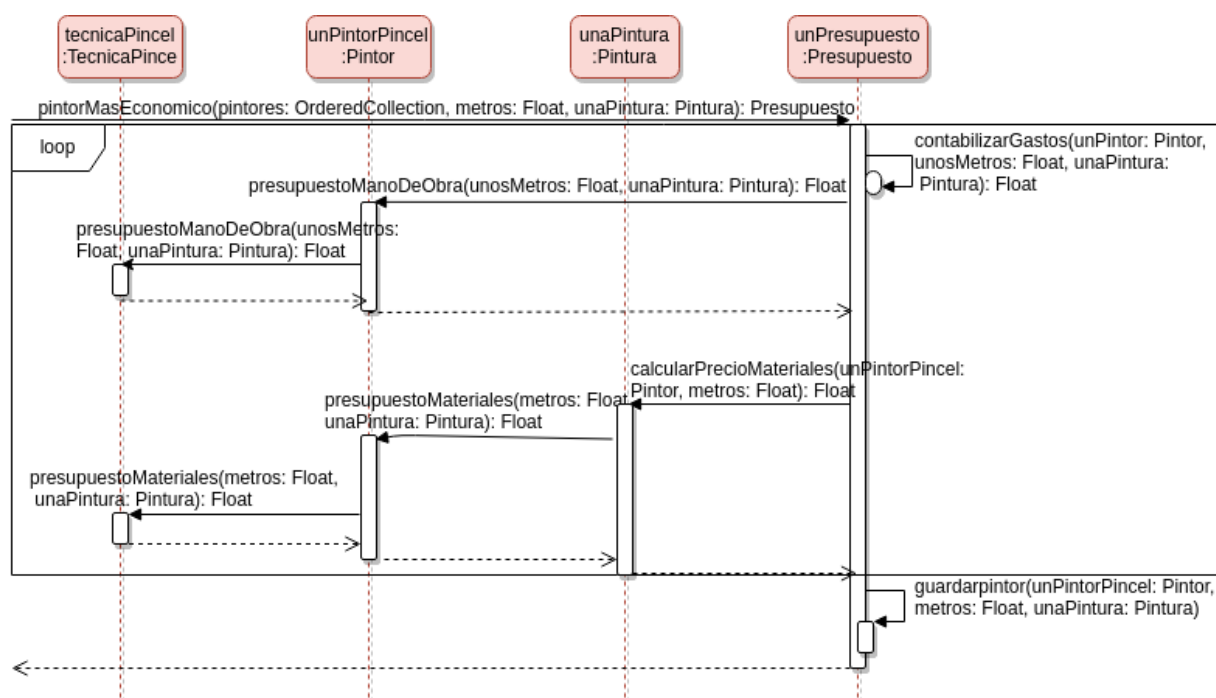 tecnicaPincel
:TecnicaPince
unPintorPincel
:Pintor
unaPintura
:Pintura
unPresupuesto
:Presupuesto
pintorMasEconomico(pintores: OrderedCollection, metros: Float, unaPintura: Pintura): Presupuesto
loop
contabilizarGastos(unPintor: Pintor,
unosMetros: Float, unaPintura:
Pintura): Float
presupuestoManoDeObra(unosMetros: Float, unaPintura: Pintura): Float
presupuestoManoDeObra(unosMetros:
Float, unaPintura: Pintura): Float
calcularPrecioMateriales(unPintorPincel:
Pintor, metros: Float): Float
presupuestoMateriales(metros: Float,
unaPintura: Pintura): Float
presupuestoMateriales(metros: Float,
unaPintura: Pintura): Float
guardarpintor(unPintorPincel: Pintor,
metros: Float, unaPintura: Pintura)